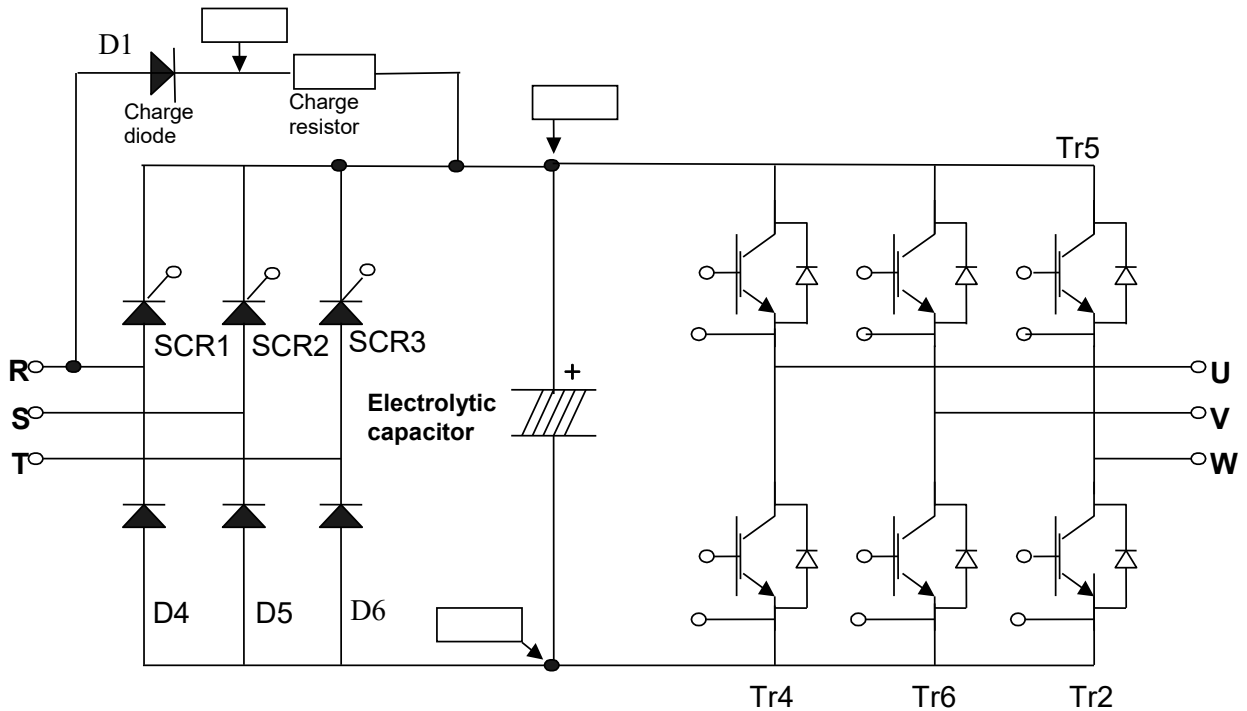 D1
Charge
diode
Charge
resistor
Tr5
SCR1
SCR2
SCR3
R
S
T
+
Electrolytic
capacitor
U
V
W
D4
D5
D6
Tr4
Tr6
Tr2